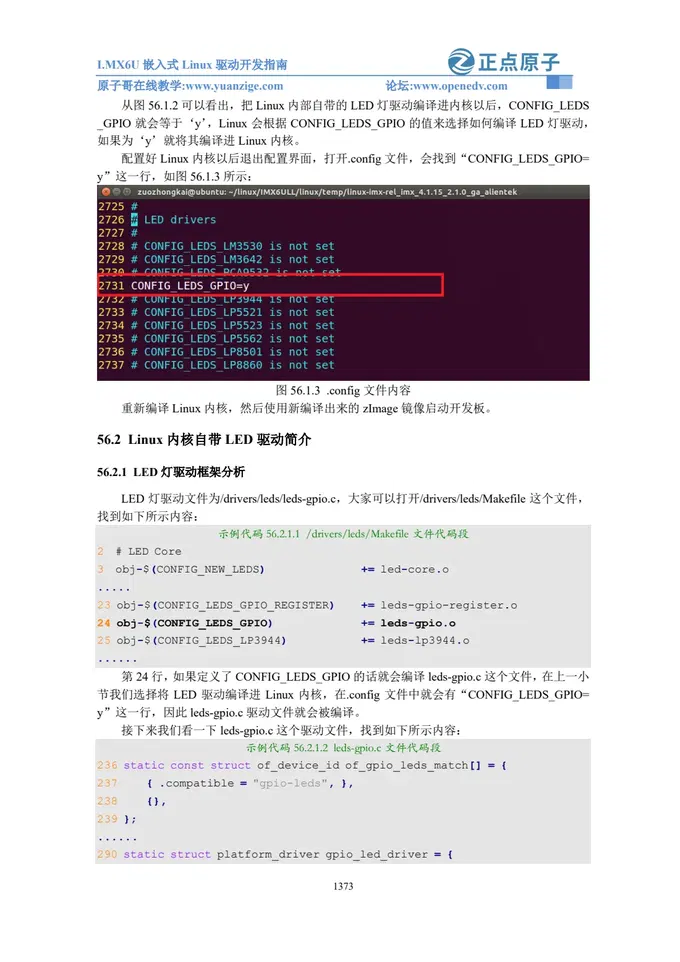 I.MX6U 嵌入式 Linux 驱动开发指南
正点原子
原子哥在线教学:www.yuanzige.com 论坛:www.openedv.com
从图 56.1.2 可以看出，把 Linux 内部自带的 LED 灯驱动编译进内核以后，CONFIG_LEDS
_GPIO 就会等于‘y’，Linux 会根据 CONFIG_LEDS_GPIO 的值来选择如何编译 LED 灯驱动，
如果为‘y’就将其编译进 Linux 内核。
配置好 Linux 内核以后退出配置界面，打开.config 文件，会找到“CONFIG_LEDS_GPIO=
y”这一行，如图 56.1.3 所示：
zuozhongkai@ubuntu: ~/linux/IMX6ULL/linux/temp/linux-imx-rel_imx_4.1.15_2.1.0_ga_alientek
2725 #
2726 # LED drivers
2727 #
2728 # CONFIG_LEDS_LM3530 is not set
2729 # CONFIG_LEDS_LM3642 is not set
2730 # CONFIG_LEDS_PCA9532 is not set
2731 CONFIG_LEDS_GPIO=y
2732 # CONFIG_LEDS_LP3944 is not set
2733 # CONFIG_LEDS_LP5521 is not set
2734 # CONFIG_LEDS_LP5523 is not set
2735 # CONFIG_LEDS_LP5562 is not set
2736 # CONFIG_LEDS_LP8501 is not set
2737 # CONFIG_LEDS_LP8860 is not set
图 56.1.3 .config 文件内容
重新编译 Linux 内核，然后使用新编译出来的 zImage 镜像启动开发板。
56.2 Linux 内核自带 LED 驱动简介
56.2.1 LED 灯驱动框架分析
LED 灯驱动文件为/drivers/leds/leds-gpio.c，大家可以打开/drivers/leds/Makefile 这个文件，
找到如下所示内容：
示例代码 56.2.1.1 /drivers/leds/Makefile 文件代码段
2 # LED Core
3 obj-$(CONFIG_NEW_LEDS) += led-core.o
.....
23 obj-$(CONFIG_LEDS_GPIO_REGISTER) += leds-gpio-register.o
24 obj-$(CONFIG_LEDS_GPIO) += leds-gpio.o
25 obj-$(CONFIG_LEDS_LP3944) += leds-lp3944.o
......
第 24 行，如果定义了 CONFIG_LEDS_GPIO 的话就会编译 leds-gpio.c 这个文件，在上一小
节我们选择将 LED 驱动编译进 Linux 内核，在.config 文件中就会有“CONFIG_LEDS_GPIO=
y”这一行，因此 leds-gpio.c 驱动文件就会被编译。
接下来我们看一下 leds-gpio.c 这个驱动文件，找到如下所示内容：
示例代码 56.2.1.2 leds-gpio.c 文件代码段
236 static const struct of_device_id of_gpio_leds_match[] = {
237 { .compatible = "gpio-leds", },
238 {},
239 };
......
290 static struct platform_driver gpio_led_driver = {
1373